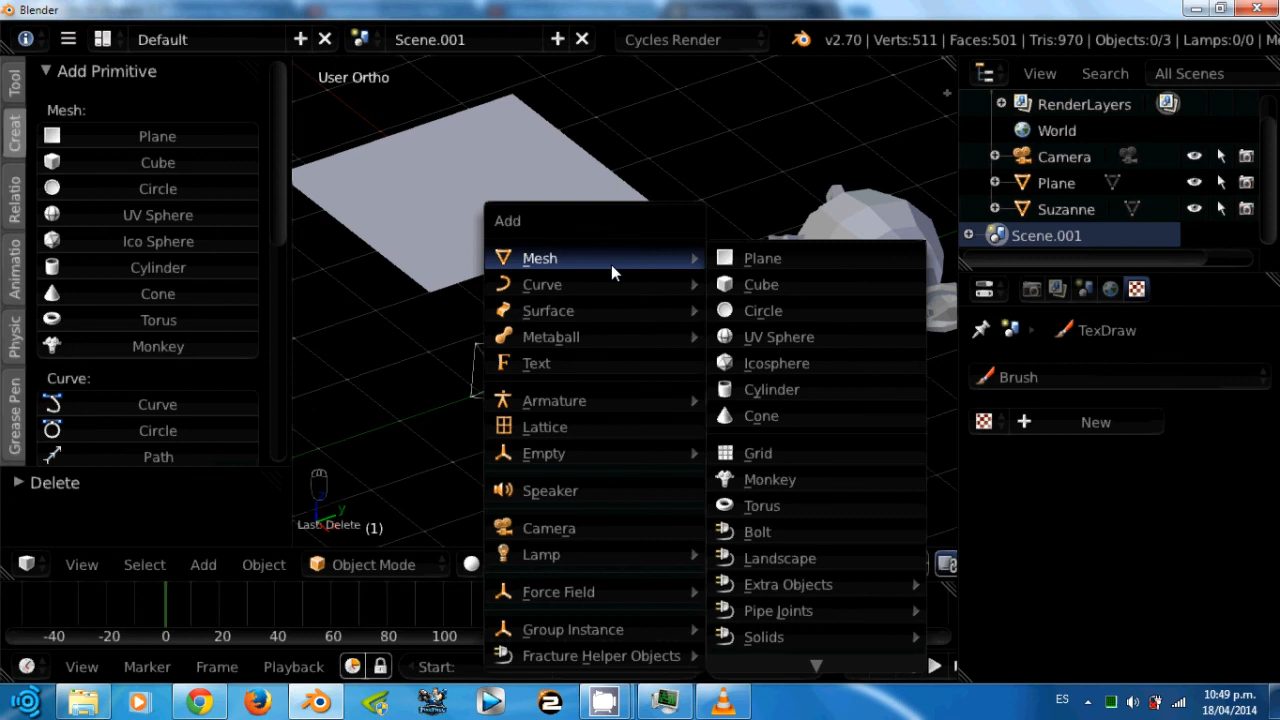 Blender
Default
Scene.001
Cycles Render
v2.70 | Verts:511 | Faces:501 | Tris:970 | Objects:0/3 | Lamps:0/0 | Me
Tool
Creat
Relatio
Animatio
Physic
Grease Pen
Add Primitive
Mesh:
Plane
Cube
Circle
UV Sphere
Ico Sphere
Cylinder
Cone
Torus
Monkey
Curve:
Curve
Circle
Path
Delete
User Ortho
Last Delete
(1)
y
Add
Mesh
Curve
Surface
Metaball
Text
Armature
Lattice
Empty
Speaker
Camera
Lamp
Force Field
Group Instance
Fracture Helper Objects
Plane
Cube
Circle
UV Sphere
Icosphere
Cylinder
Cone
Grid
Monkey
Torus
Bolt
Landscape
Extra Objects
Pipe Joints
Solids
View
Search
All Scenes
RenderLayers
World
Camera
Plane
Suzanne
Scene.001
TexDraw
Brush
New
View Select Add Object
Object Mode
-40 -20 0 20 40 60 80 100
View Marker Frame Playback
Start:
ES
10:49 p.m.
18/04/2014